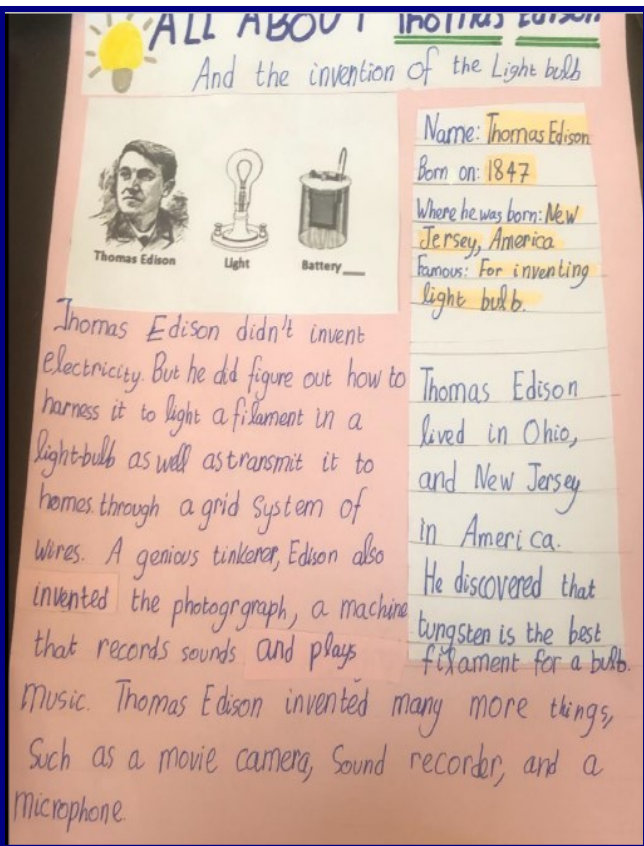 ALL ABOUT Thomas Edison
And the invention of the Light bulb
Thomas Edison
Light
Battery
Name: Thomas Edison
Born on: 1847
Where he was born: New
Jersey, America
Famous: For inventing
light bulb.
Thomas Edison didn't invent
electricity. But he did figure out how to
harness it to light a filament in a
light-bulb as well as transmit it to
homes. through a grid system of
wires. A genious tinkerer, Edison also
invented the photogrgraph, a machine
that records sounds and plays
music. Thomas Edison invented many more things,
Such as a movie camera, Sound recorder, and a
microphone.
Thomas Edison
lived in Ohio,
and New Jersey
in America.
He discovered that
tungsten is the best
filament for a bulb.